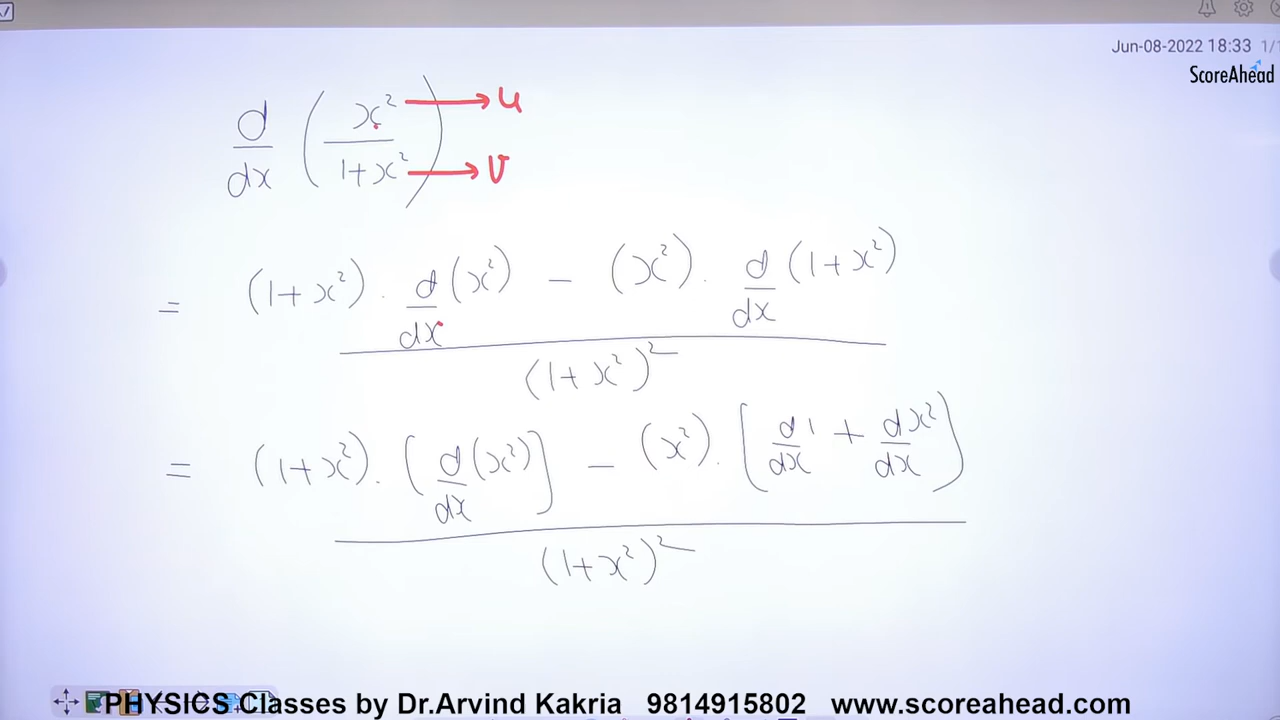 Jun-08-2022 18:33 1/1
ScoreAhead
d/dx ( x² / 1+x² ) → u → v
= (1+x²) · d/dx (x²) − (x²) · d/dx (1+x²) / (1+x²)²
= (1+x²) · [d/dx (x²)] − (x²) · [d1/dx + dx²/dx] / (1+x²)²
PHYSICS Classes by Dr.Arvind Kakria 9814915802 www.scoreahead.com